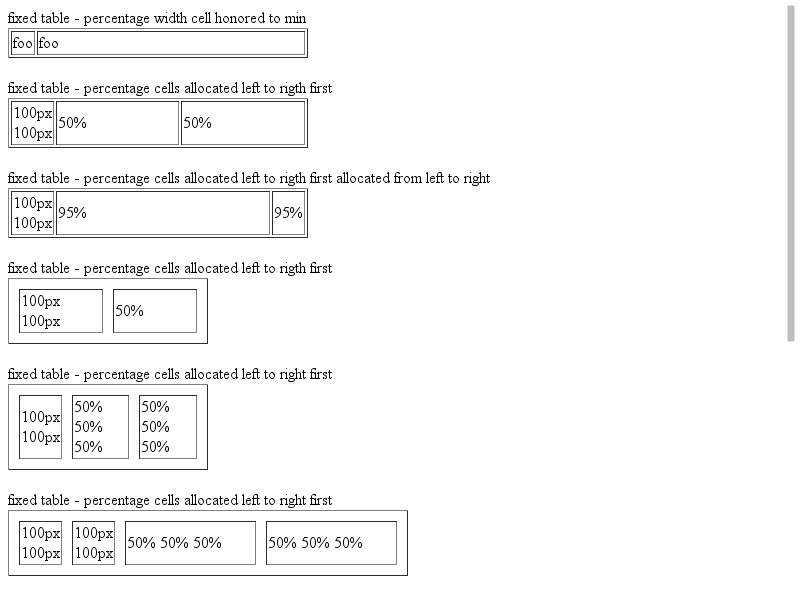 fixed table - percentage width cell honored to min
foo foo
fixed table - percentage cells allocated left to rigth first
100px
100px 50% 50%
fixed table - percentage cells allocated left to rigth first allocated from left to right
100px
100px 95% 95%
fixed table - percentage cells allocated left to rigth first
100px
100px 50%
fixed table - percentage cells allocated left to right first
100px
100px
50%
50%
50%
50%
50%
50%
fixed table - percentage cells allocated left to right first
100px
100px
100px
100px
50% 50% 50%
50% 50% 50%